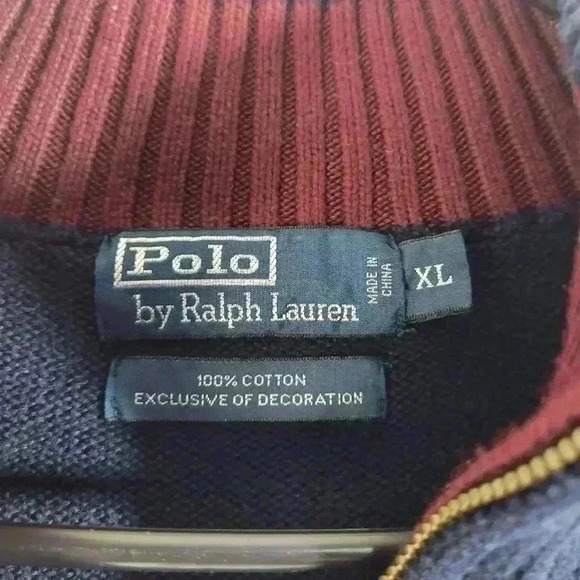 Polo
by Ralph Lauren
MADE IN
CHINA
XL
100% COTTON
EXCLUSIVE OF DECORATION